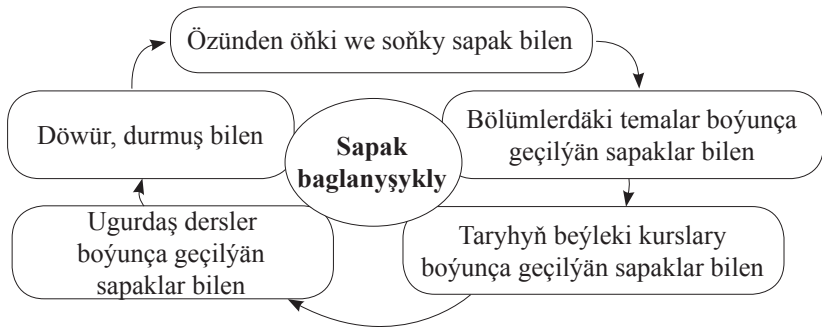 Özünden öňki we soňky sapak bilen
Döwür, durmuş bilen
Sapak
baglanyşykly
Bölümlerdäki temalar boýunça
geçilýän sapaklar bilen
Ugurdaş dersler
boýunça geçilýän
sapaklar bilen
Taryhyň beýleki kurslary
boýunça geçilýän sapaklar bilen